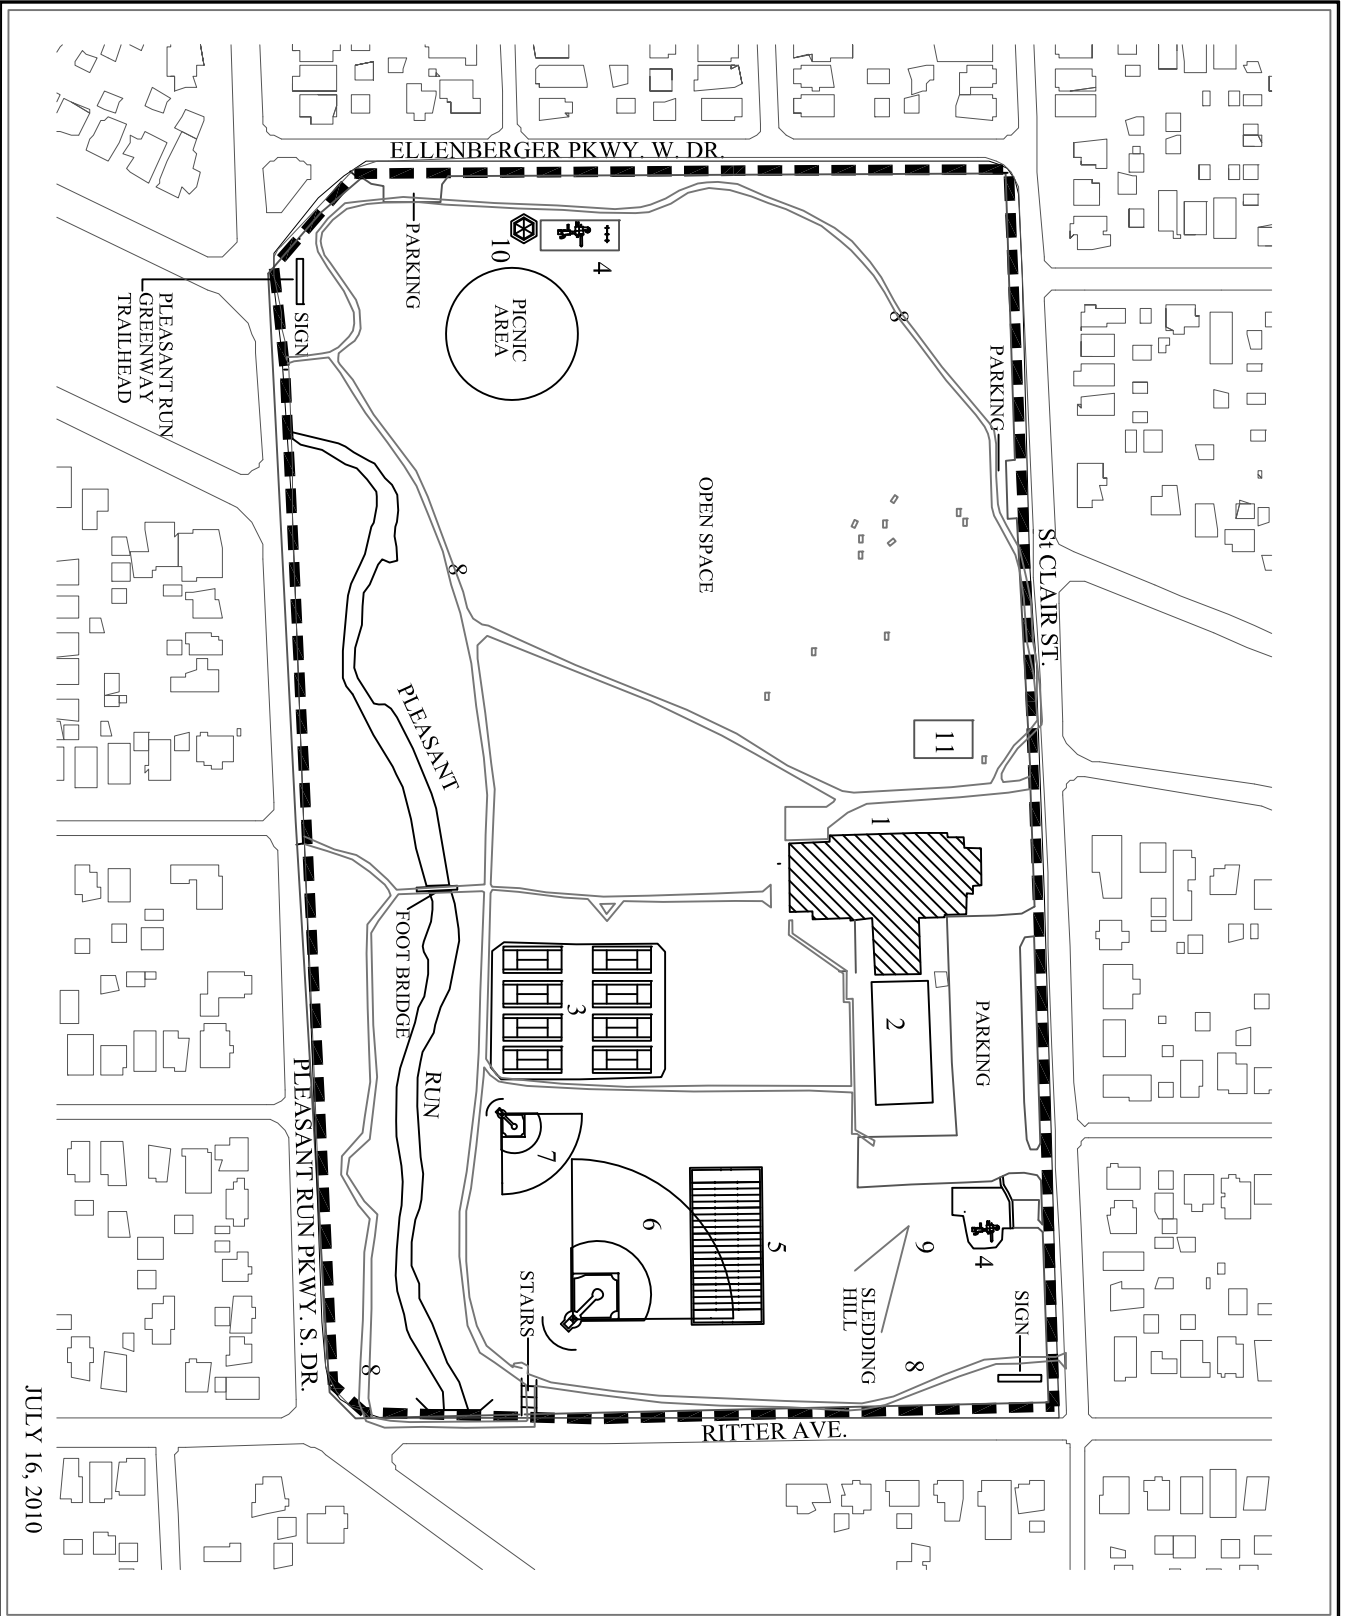 ELLENBERGER PKWY. W. DR.
PARKING
10
4
PICNIC
AREA
SIGN
PLEASANT RUN
GREENWAY
TRAILHEAD
8
PARKING
OPEN SPACE
St CLAIR ST.
8
PLEASANT
11
1
FOOT BRIDGE
3
2
PARKING
RUN
PLEASANT RUN PKWY. S. DR.
7
6
5
9
4
SLEDDING
HILL
SIGN
STAIRS
8
8
RITTER AVE.
JULY 16, 2010